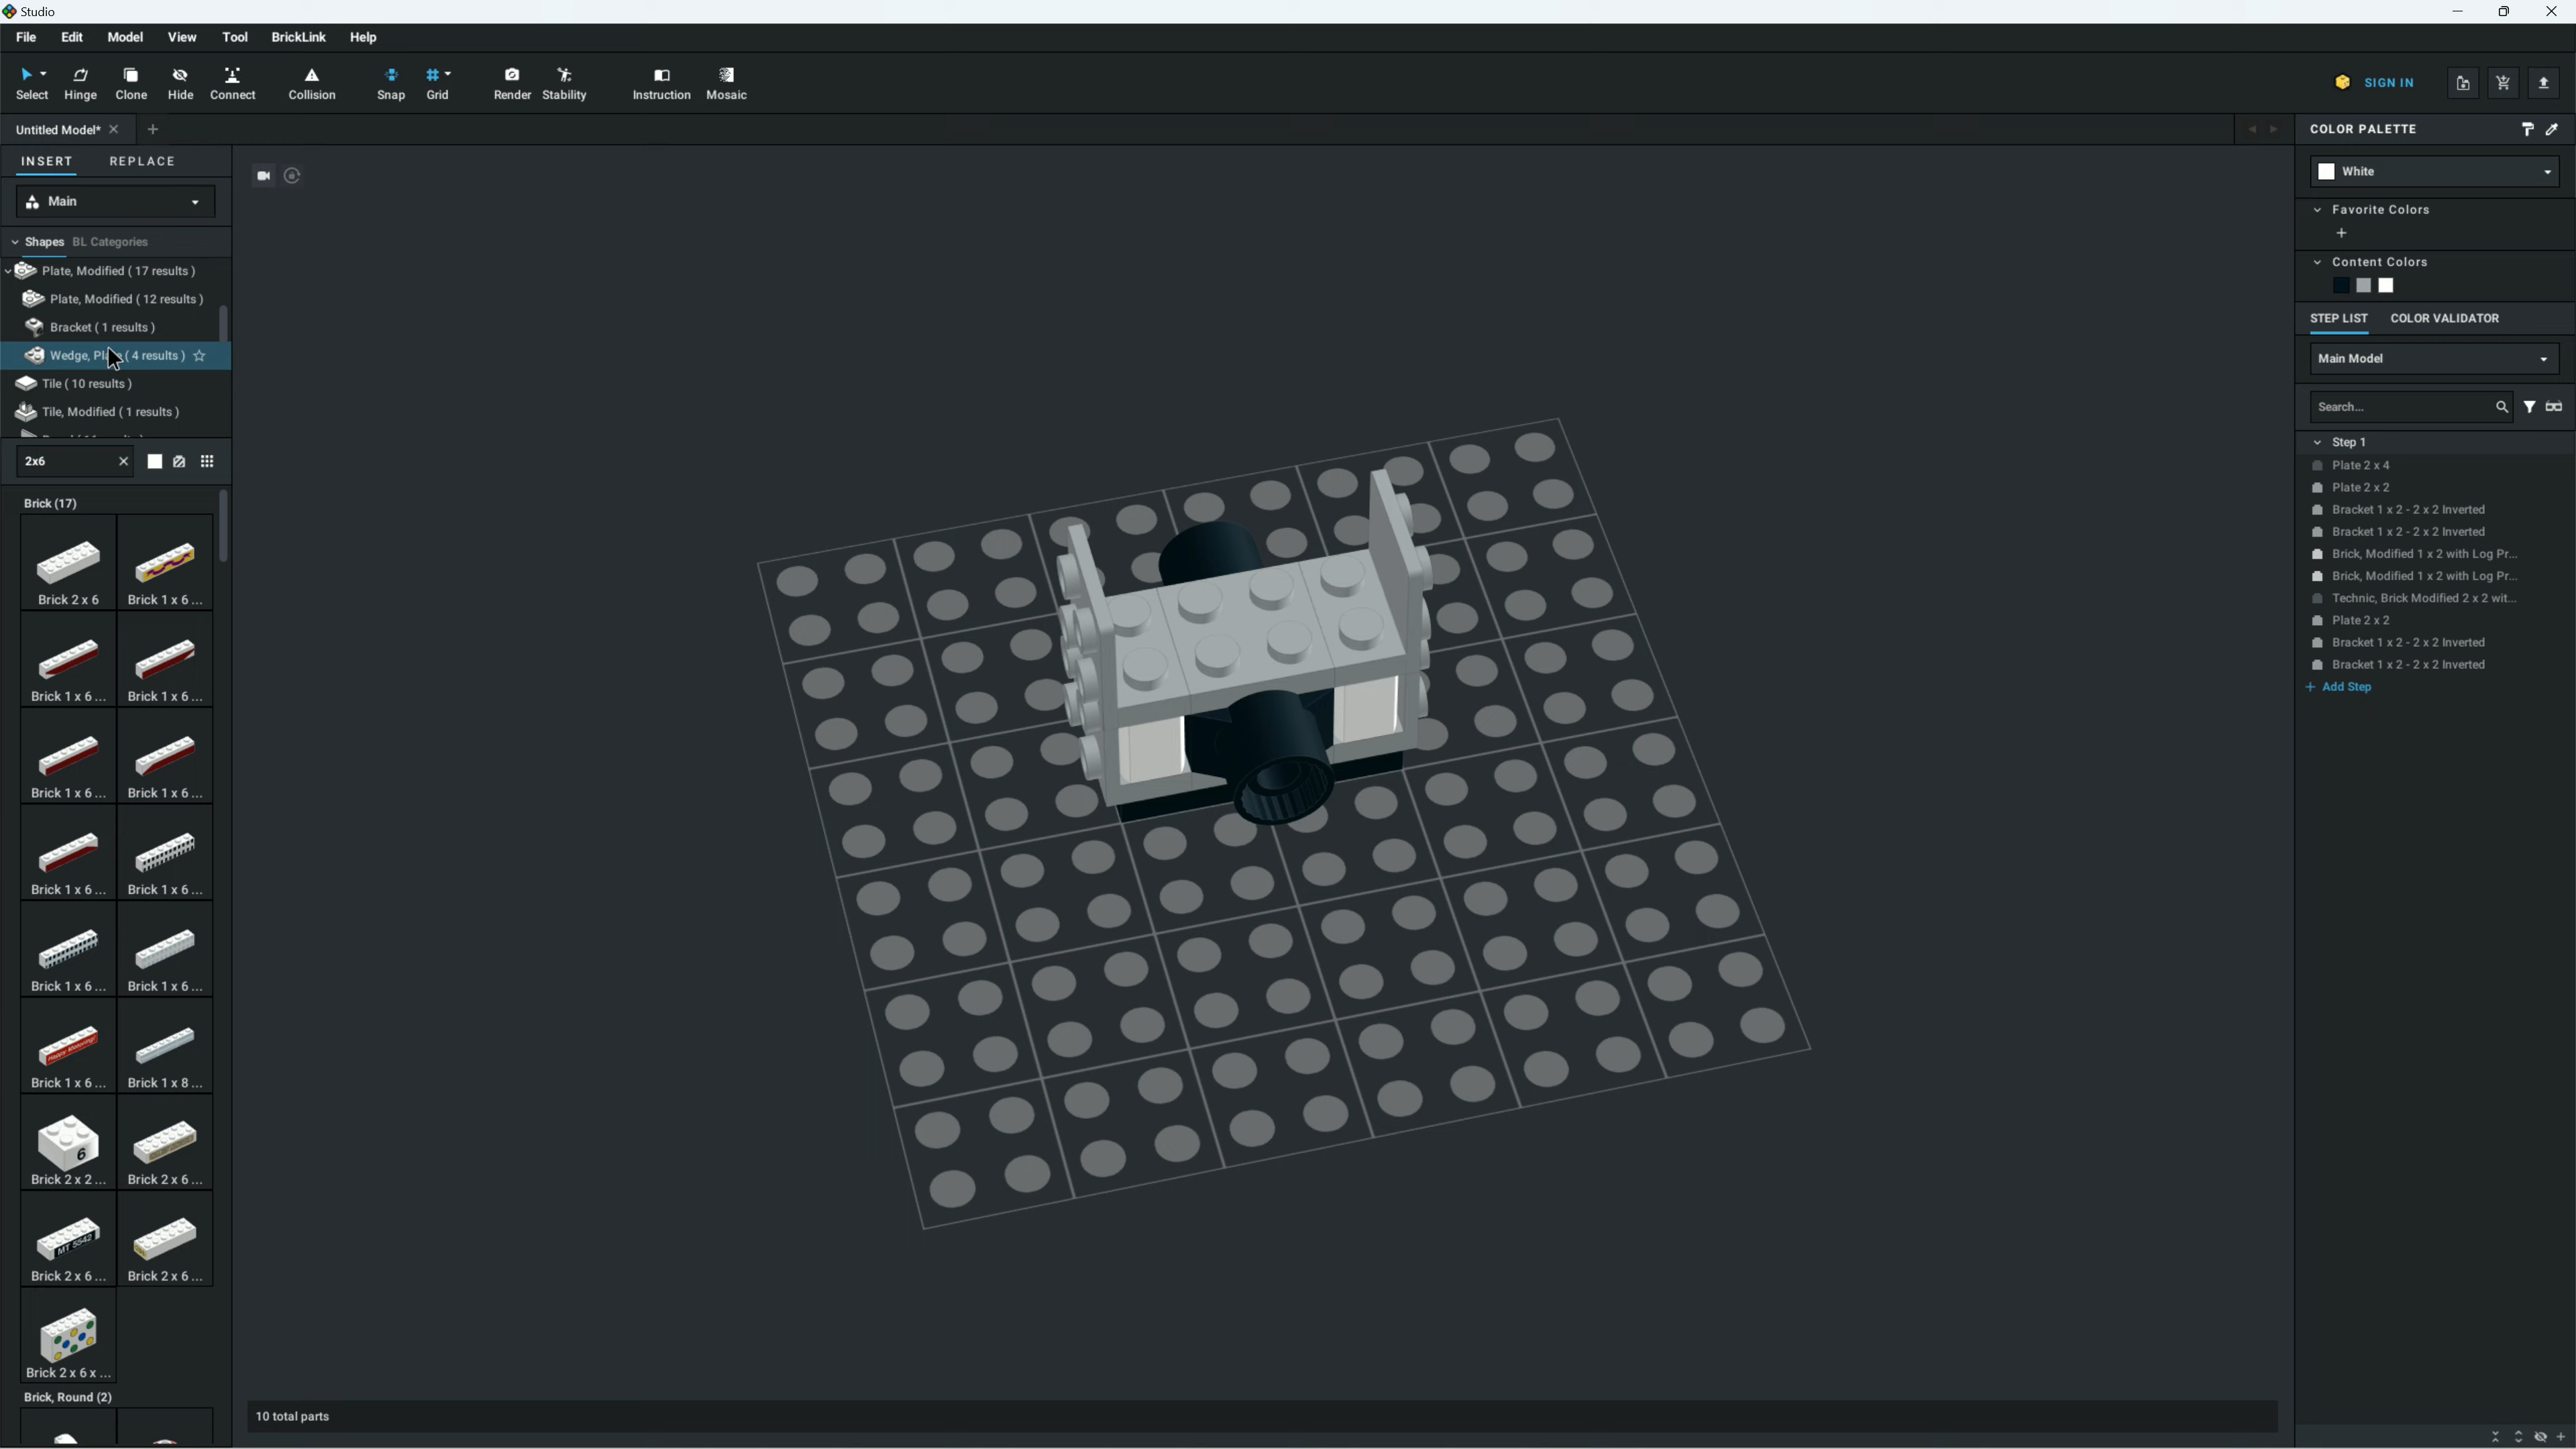 Studio
File Edit Model View Tool BrickLink Help
Select Hinge Clone Hide Connect Collision Snap Grid Render Stability Instruction Mosaic
SIGN IN
Untitled Model*
INSERT REPLACE
Main
Shapes BL Categories
Plate, Modified ( 17 results )
Plate, Modified ( 12 results )
Bracket ( 1 results )
Wedge, Pla ( 4 results )
Tile ( 10 results )
Tile, Modified ( 1 results )
2x6
Brick (17)
Brick 2 x 6 Brick 1 x 6 ...
Brick 1 x 6 ... Brick 1 x 6 ...
Brick 1 x 6 ... Brick 1 x 6 ...
Brick 1 x 6 ... Brick 1 x 6 ...
Brick 1 x 6 ... Brick 1 x 6 ...
Happy Motoring!
Brick 1 x 6 ... Brick 1 x 8 ...
6
Brick 2 x 2 ... Brick 2 x 6 ...
MT 5542
Brick 2 x 6 ... Brick 2 x 6 ...
Brick 2 x 6 x ...
Brick, Round (2)
10 total parts
COLOR PALETTE
White
Favorite Colors
+
Content Colors
STEP LIST COLOR VALIDATOR
Main Model
Search...
Step 1
Plate 2 x 4
Plate 2 x 2
Bracket 1 x 2 - 2 x 2 Inverted
Bracket 1 x 2 - 2 x 2 Inverted
Brick, Modified 1 x 2 with Log Pr...
Brick, Modified 1 x 2 with Log Pr...
Technic, Brick Modified 2 x 2 wit...
Plate 2 x 2
Bracket 1 x 2 - 2 x 2 Inverted
Bracket 1 x 2 - 2 x 2 Inverted
+ Add Step